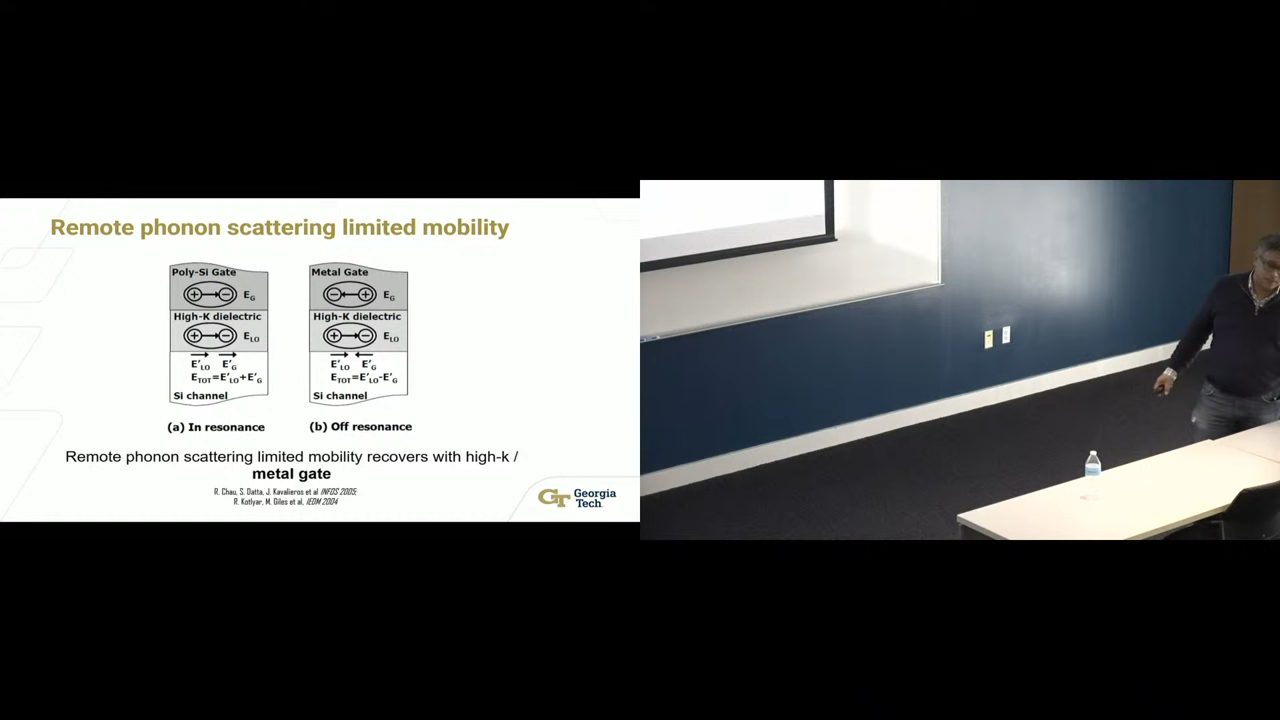 Remote phonon scattering limited mobility
Poly-Si Gate
+ − E_G
High-K dielectric
+ − E_LO
E'_LO E'_G
E_TOT=E'_LO+E'_G
Si channel
(a) In resonance
Metal Gate
− + E_G
High-K dielectric
+ − E_LO
E'_LO E'_G
E_TOT=E'_LO-E'_G
Si channel
(b) Off resonance
Remote phonon scattering limited mobility recovers with high-k /
metal gate
R. Chau, S. Datta, J. Kavalieros et al INFOS 2005;
R. Kotlyar, M. Giles et al, IEDM 2004
GT Georgia
Tech